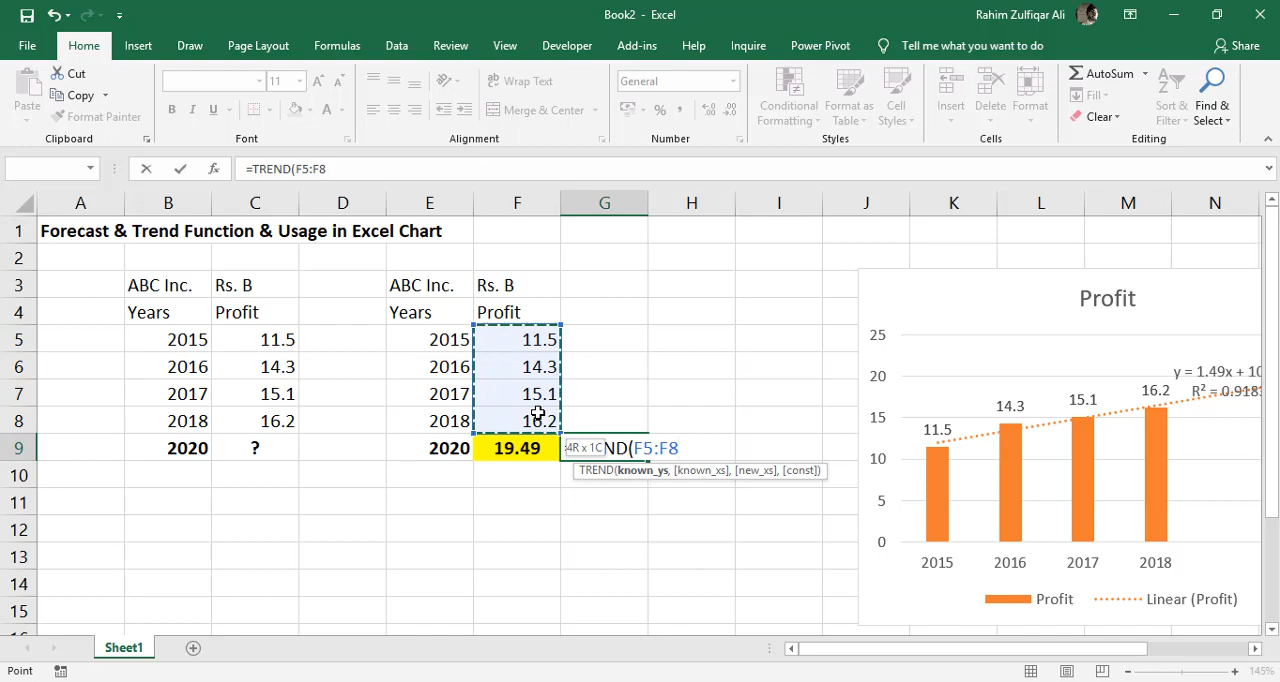 Book2 - Excel
Rahim Zulfiqar Ali
File Home Insert Draw Page Layout Formulas Data Review View Developer Add-ins Help Inquire Power Pivot Tell me what you want to do Share
Paste
Cut
Copy
Format Painter
Clipboard
11
B I U
Font
Wrap Text
Merge & Center
Alignment
General
Number
Conditional Formatting
Format as Table
Cell Styles
Styles
Insert
Delete
Format
Cells
AutoSum
Fill
Clear
Sort & Filter
Find & Select
Editing
=TREND(F5:F8
A B C D E F G H I J K L M N
1 Forecast & Trend Function & Usage in Excel Chart
2
3 ABC Inc. Rs. B ABC Inc. Rs. B
4 Years Profit Years Profit
5 2015 11.5 2015 11.5
6 2016 14.3 2016 14.3
7 2017 15.1 2017 15.1
8 2018 16.2 2018 16.2
9 2020 ? 2020 19.49 4R x 1C ND(F5:F8
TREND(known_ys, [known_xs], [new_xs], [const])
10
11
12
13
14
15
Profit
25
20
15
10
5
0
y = 1.49x + 10
R² = 0.918
11.5
14.3
15.1
16.2
2015 2016 2017 2018
Profit Linear (Profit)
Sheet1
Point
145%